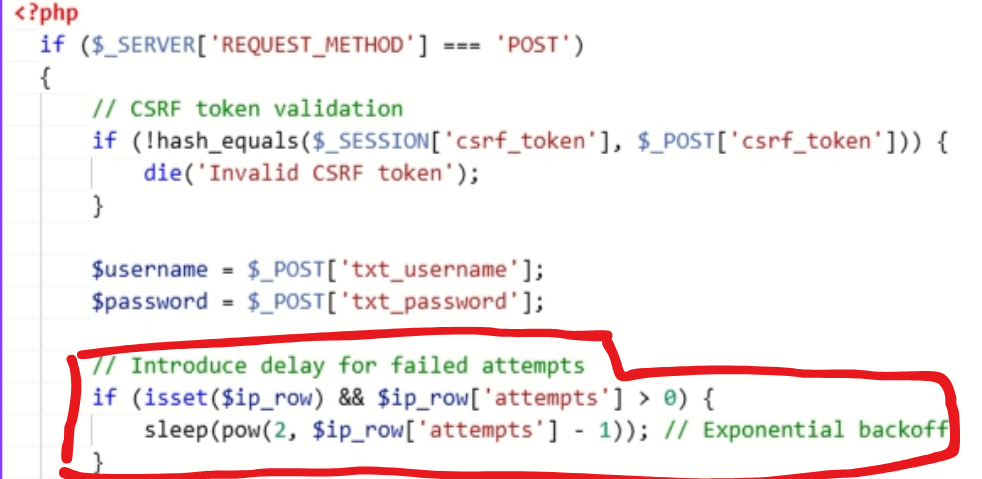 <?php
if ($_SERVER['REQUEST_METHOD'] === 'POST')
{
// CSRF token validation
if (!hash_equals($_SESSION['csrf_token'], $_POST['csrf_token'])) {
die('Invalid CSRF token');
}
$username = $_POST['txt_username'];
$password = $_POST['txt_password'];
// Introduce delay for failed attempts
if (isset($ip_row) && $ip_row['attempts'] > 0) {
sleep(pow(2, $ip_row['attempts'] - 1)); // Exponential backoff
}